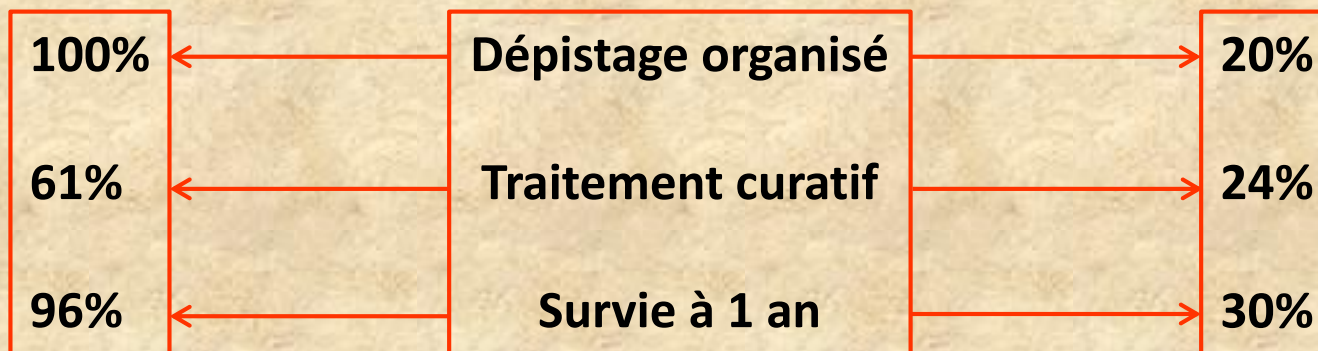 100% Dépistage organisé 20%
61% Traitement curatif 24%
96% Survie à 1 an 30%